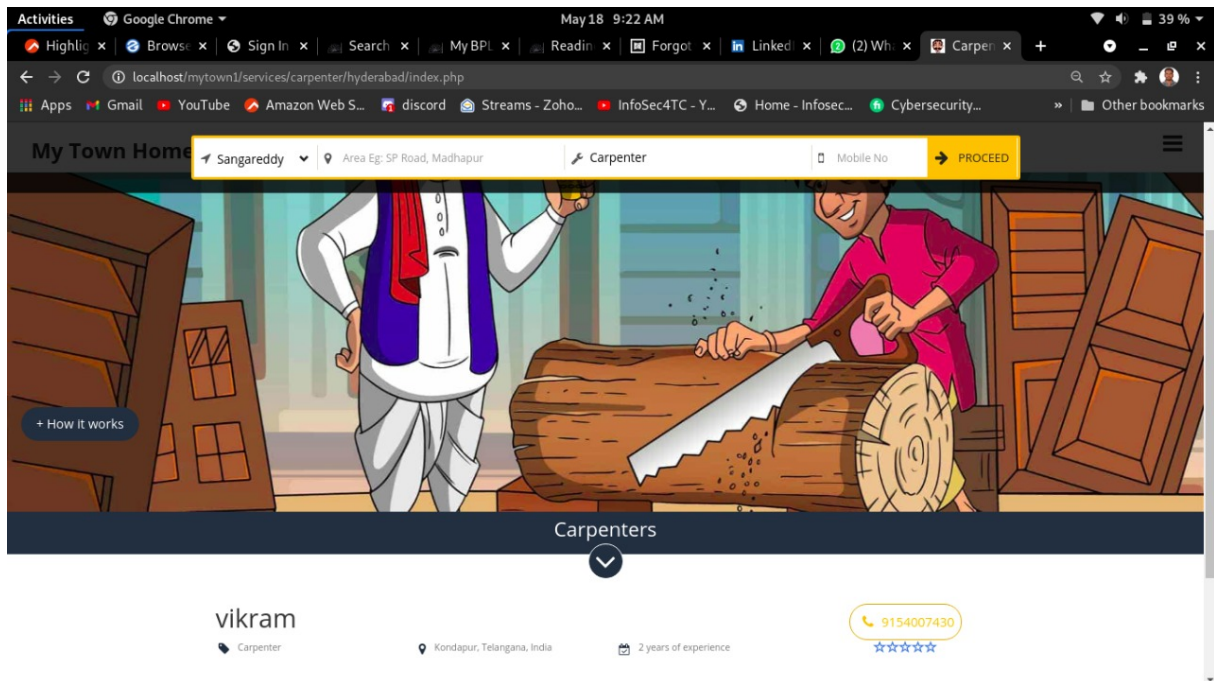 Activities Google Chrome May 18 9:22 AM 39 %
Highlig Browse Sign In Search My BPL Readin Forgot LinkedI (2) Wha Carpen
localhost/mytown1/services/carpenter/hyderabad/index.php
Apps Gmail YouTube Amazon Web S... discord Streams - Zoho... InfoSec4TC - Y... Home - Infosec... Cybersecurity... » Other bookmarks
My Town Home Sangareddy Area Eg: SP Road, Madhapur Carpenter Mobile No PROCEED
+ How it works
Carpenters
vikram 9154007430
Carpenter Kondapur, Telangana, India 2 years of experience